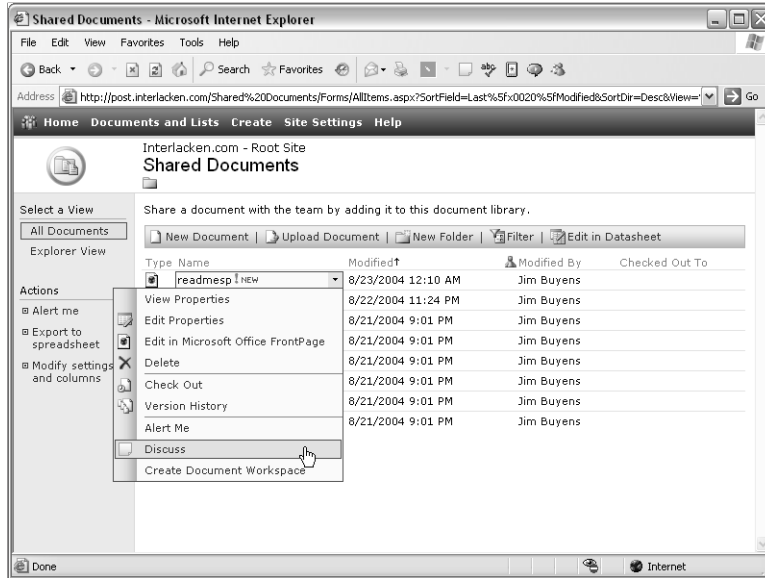 Shared Documents - Microsoft Internet Explorer
File Edit View Favorites Tools Help
Back Search Favorites
Address http://post.interlacken.com/Shared%20Documents/Forms/AllItems.aspx?SortField=Last%5fx0020%5fModified&SortDir=Desc&View= Go
Home Documents and Lists Create Site Settings Help
Interlacken.com - Root Site
Shared Documents
Select a View
All Documents
Explorer View
Actions
Alert me
Export to
spreadsheet
Modify settings
and columns
Share a document with the team by adding it to this document library.
New Document | Upload Document | New Folder | Filter | Edit in Datasheet
Type Name Modified Modified By Checked Out To
readmesp ! NEW 8/23/2004 12:10 AM Jim Buyens
8/22/2004 11:24 PM Jim Buyens
8/21/2004 9:01 PM Jim Buyens
8/21/2004 9:01 PM Jim Buyens
8/21/2004 9:01 PM Jim Buyens
8/21/2004 9:01 PM Jim Buyens
8/21/2004 9:01 PM Jim Buyens
8/21/2004 9:01 PM Jim Buyens
View Properties
Edit Properties
Edit in Microsoft Office FrontPage
Delete
Check Out
Version History
Alert Me
Discuss
Create Document Workspace
Done Internet